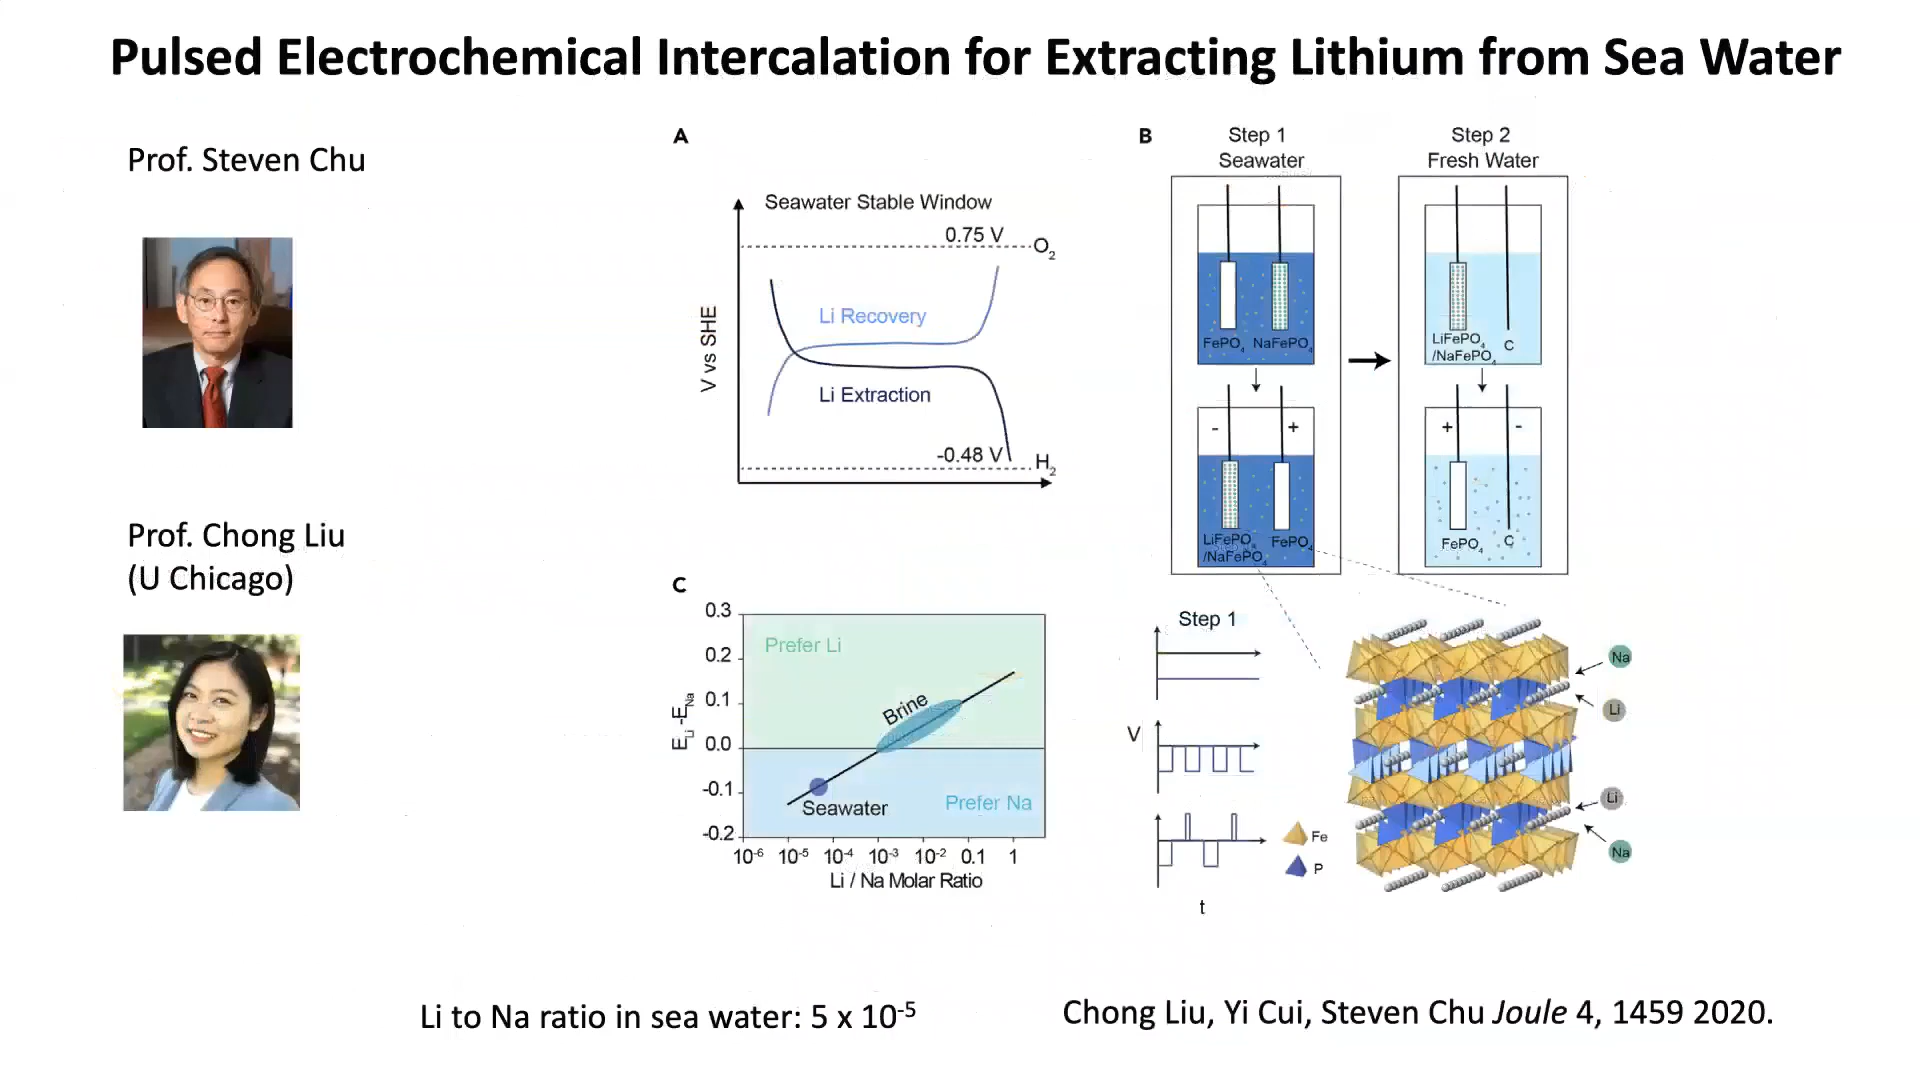 Pulsed Electrochemical Intercalation for Extracting Lithium from Sea Water
Prof. Steven Chu
Prof. Chong Liu
(U Chicago)
A
Seawater Stable Window
0.75 V
O2
Li Recovery
V vs SHE
Li Extraction
-0.48 V
H2
B
Step 1
Seawater
Step 2
Fresh Water
FePO4
NaFePO4
LiFePO4
/NaFePO4
C
-
+
+
-
LiFePO4
/NaFePO4
FePO4
FePO4
C
C
0.3
0.2
0.1
0.0
-0.1
-0.2
ELi-ENa
Prefer Li
Brine
Seawater
Prefer Na
10-6
10-5
10-4
10-3
10-2
0.1
1
Li / Na Molar Ratio
Step 1
V
t
Fe
P
Na
Li
Li
Na
Li to Na ratio in sea water: 5 x 10-5
Chong Liu, Yi Cui, Steven Chu Joule 4, 1459 2020.